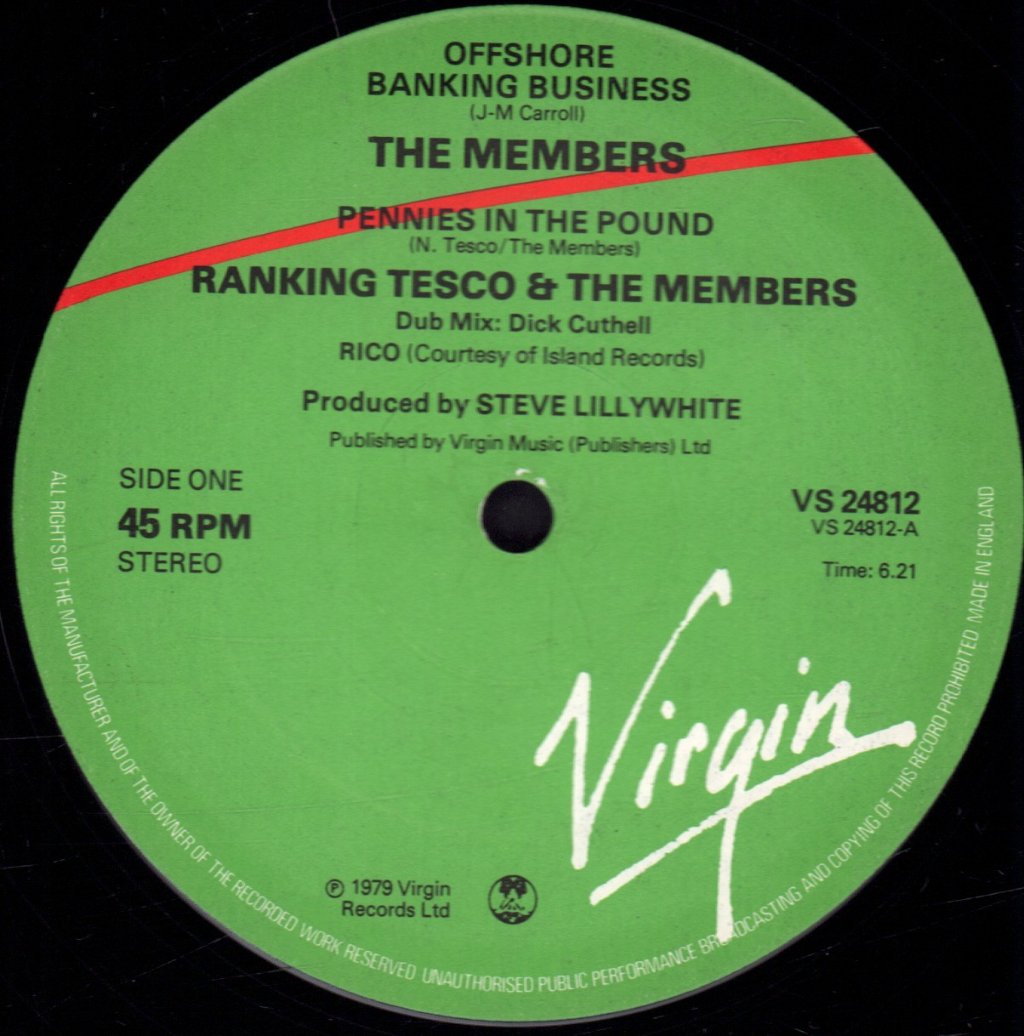 OFFSHORE
BANKING BUSINESS
(J-M Carroll)
THE MEMBERS
PENNIES IN THE POUND
(N. Tesco/The Members)
RANKING TESCO & THE MEMBERS
Dub Mix: Dick Cuthell
RICO (Courtesy of Island Records)
Produced by STEVE LILLYWHITE
Published by Virgin Music (Publishers) Ltd
SIDE ONE
45 RPM
STEREO
VS 24812
VS 24812-A
Time: 6.21
Virgin
℗ 1979 Virgin
Records Ltd
ALL RIGHTS OF THE MANUFACTURER AND OF THE OWNER OF THE RECORDED WORK RESERVED UNAUTHORISED PUBLIC PERFORMANCE BROADCASTING AND COPYING OF THIS RECORD PROHIBITED MADE IN ENGLAND